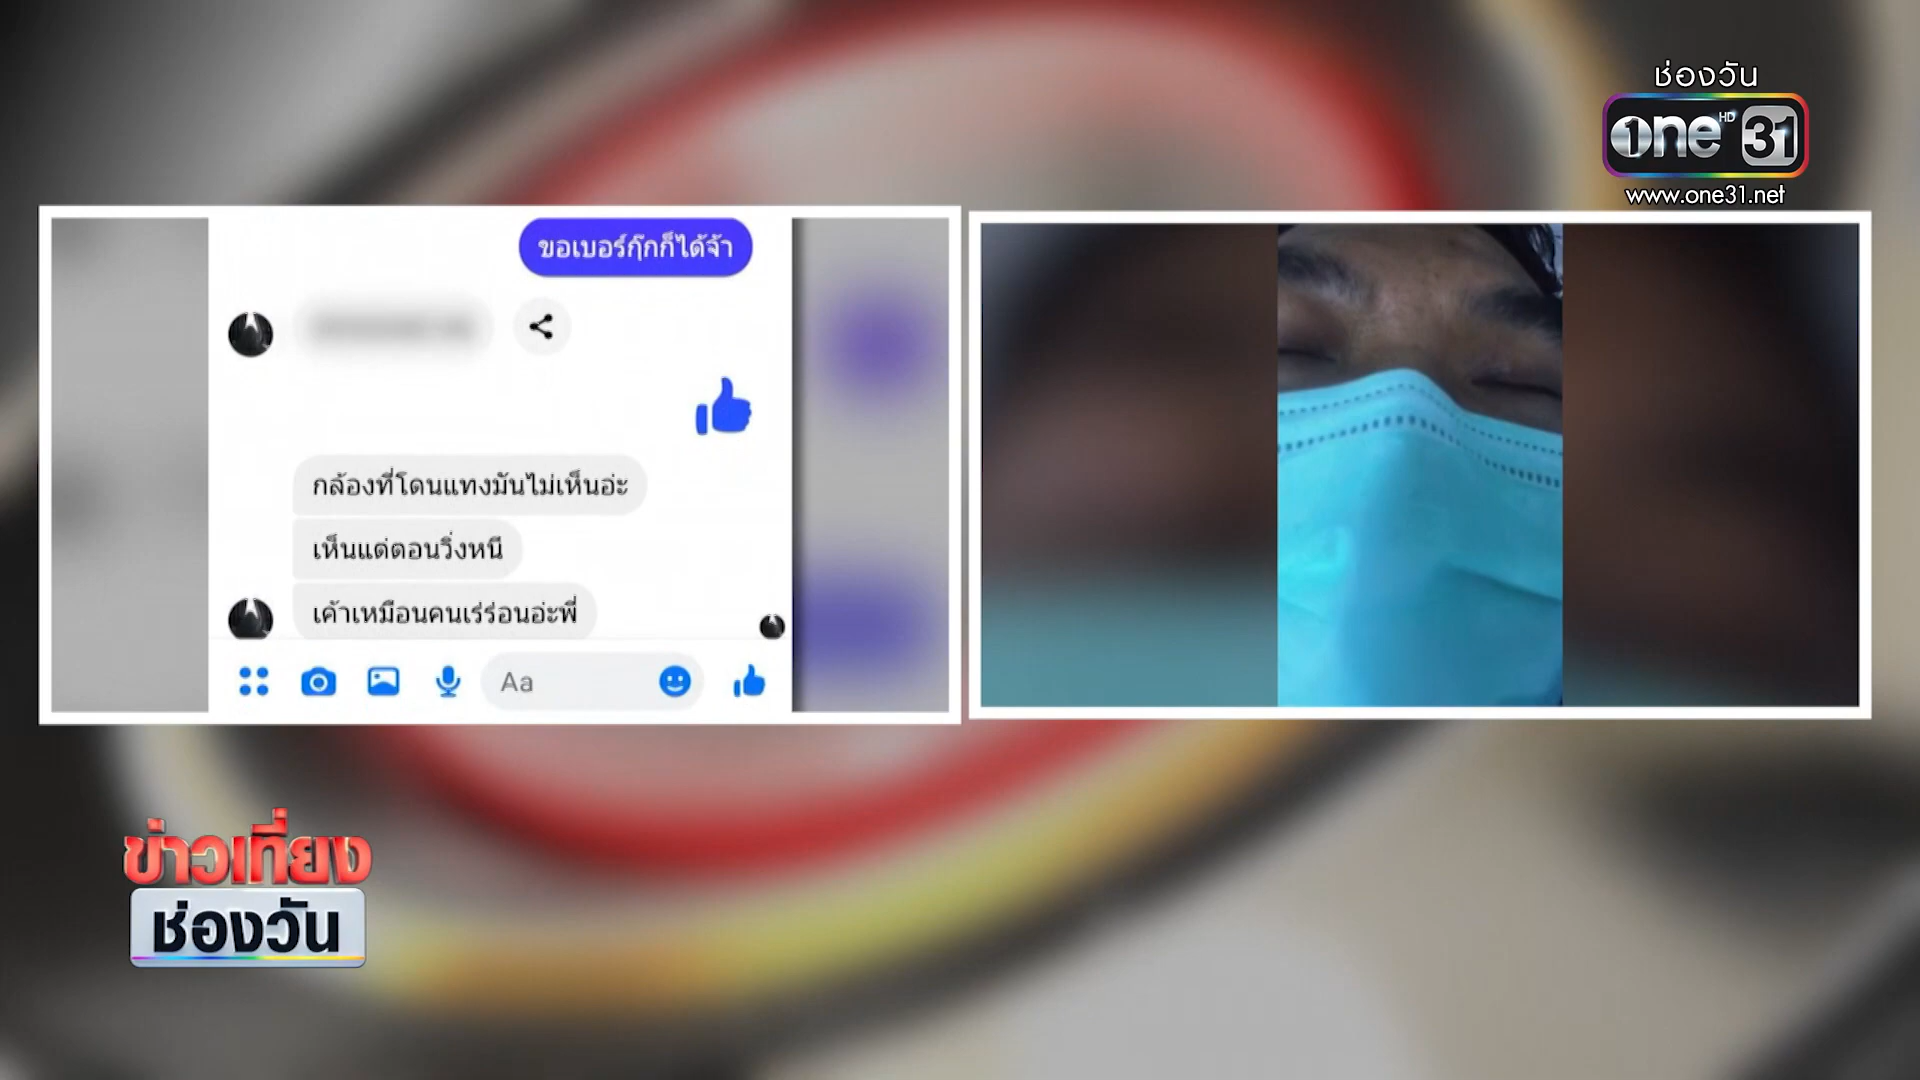 ช่องวัน
one HD 31
www.one31.net
ขอเบอร์กุ๊กก็ได้จ้า
กล้องที่โดนแทงมันไม่เห็นอ่ะ
เห็นแต่ตอนวิ่งหนี
เค้าเหมือนคนเร่ร่อนอ่ะพี่
Aa
ข่าวเที่ยง
ช่องวัน